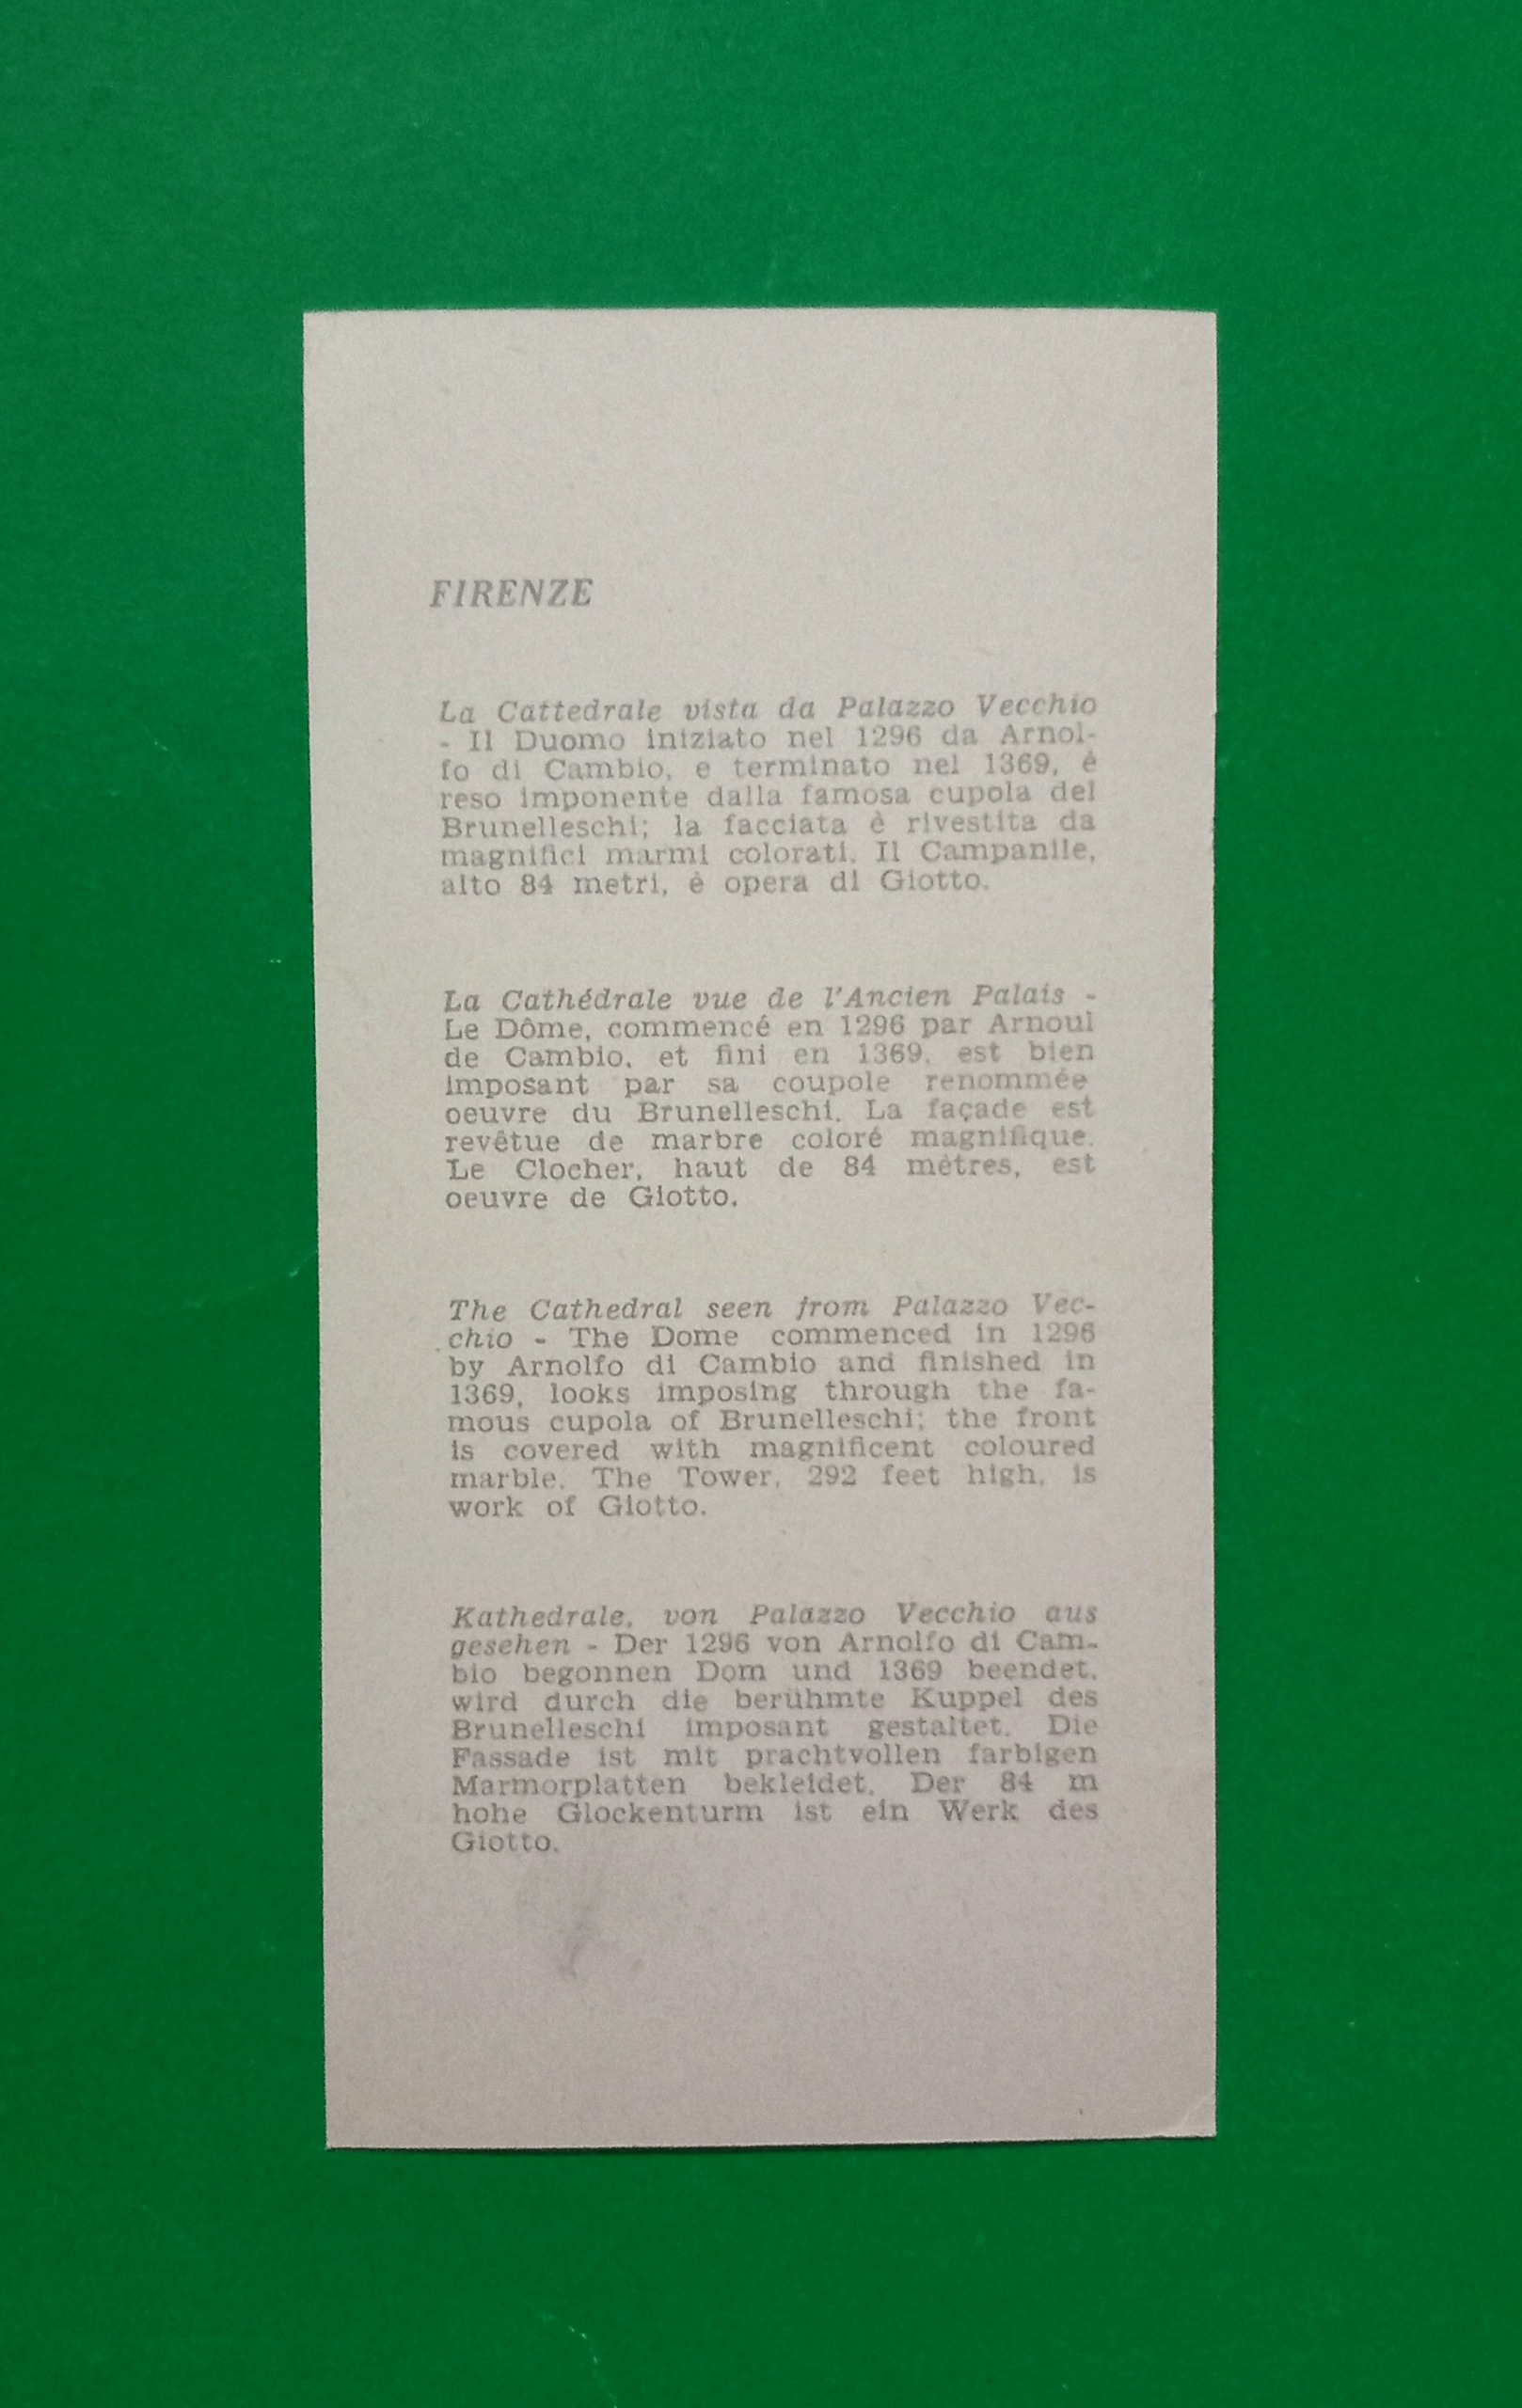 FIRENZE
La Cattedrale vista da Palazzo Vecchio
- Il Duomo iniziato nel 1296 da Arnol-
fo di Cambio, e terminato nel 1369, è
reso imponente dalla famosa cupola del
Brunelleschi; la facciata è rivestita da
magnifici marmi colorati. Il Campanile,
alto 84 metri, è opera di Giotto.
La Cathédrale vue de l'Ancien Palais -
Le Dôme, commencé en 1296 par Arnoul
de Cambio, et fini en 1369, est bien
imposant par sa coupole renommée
oeuvre du Brunelleschi. La façade est
revêtue de marbre coloré magnifique.
Le Clocher, haut de 84 mètres, est
oeuvre de Giotto.
The Cathedral seen from Palazzo Vec-
chio - The Dome commenced in 1296
by Arnolfo di Cambio and finished in
1369, looks imposing through the fa-
mous cupola of Brunelleschi; the front
is covered with magnificent coloured
marble. The Tower, 292 feet high, is
work of Giotto.
Kathedrale, von Palazzo Vecchio aus
gesehen - Der 1296 von Arnolfo di Cam-
bio begonnen Dom und 1369 beendet,
wird durch die berühmte Kuppel des
Brunelleschi imposant gestaltet. Die
Fassade ist mit prachtvollen farbigen
Marmorplatten bekleidet. Der 84 m
hohe Glockenturm ist ein Werk des
Giotto.